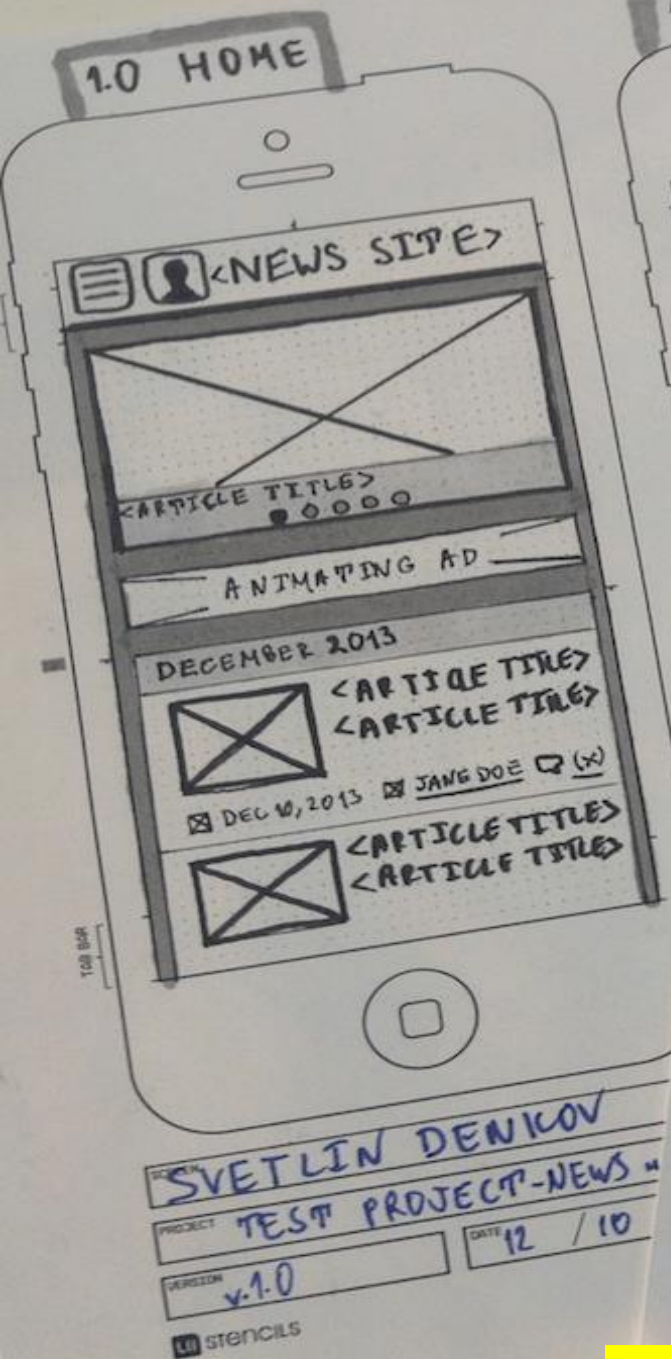 1.0 HOME
<NEWS SITE>
<ARTICLE TITLE>
ANIMATING AD
DECEMBER 2013
<ARTICLE TITLE>
<ARTICLE TITLE>
DEC 10, 2013 JANE DOE (x)
<ARTICLE TITLE>
<ARTICLE TITLE>
TAB BAR
SVETLIN DENKOV
PROJECT TEST PROJECT-NEWS
VERSION v.1.0 DATE 12 / 10
UI STENCILS